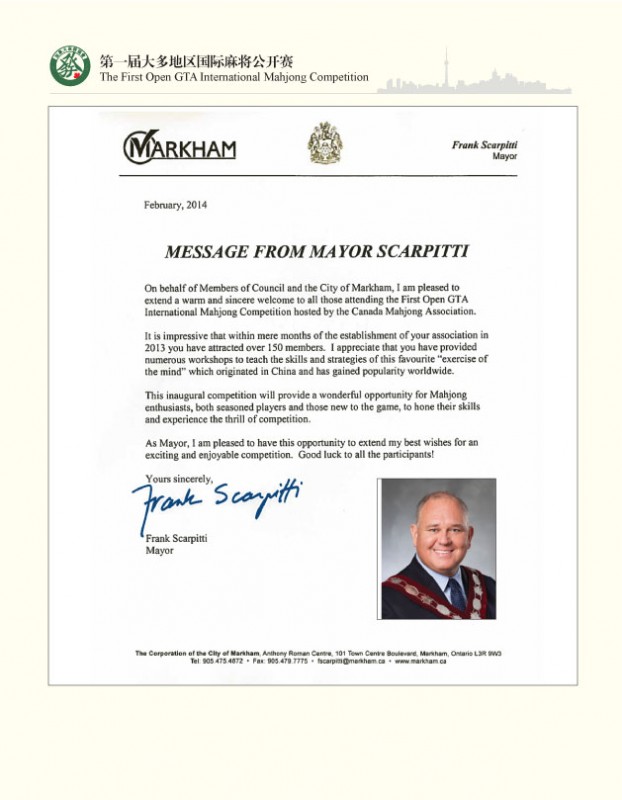 第一届大多地区国际麻将公开赛
The First Open GTA International Mahjong Competition
MARKHAM
Frank Scarpitti
Mayor
February, 2014
MESSAGE FROM MAYOR SCARPITTI
On behalf of Members of Council and the City of Markham, I am pleased to
extend a warm and sincere welcome to all those attending the First Open GTA
International Mahjong Competition hosted by the Canada Mahjong Association.
It is impressive that within mere months of the establishment of your association in
2013 you have attracted over 150 members.  I appreciate that you have provided
numerous workshops to teach the skills and strategies of this favourite “exercise of
the mind” which originated in China and has gained popularity worldwide.
This inaugural competition will provide a wonderful opportunity for Mahjong
enthusiasts, both seasoned players and those new to the game, to hone their skills
and experience the thrill of competition.
As Mayor, I am pleased to have this opportunity to extend my best wishes for an
exciting and enjoyable competition.  Good luck to all the participants!
Yours sincerely,
Frank Scarpitti
Frank Scarpitti
Mayor
The Corporation of the City of Markham, Anthony Roman Centre, 101 Town Centre Boulevard, Markham, Ontario L3R 9W3
Tel: 905.475.4872 • Fax: 905.479.7775 • fscarpitti@markham.ca • www.markham.ca